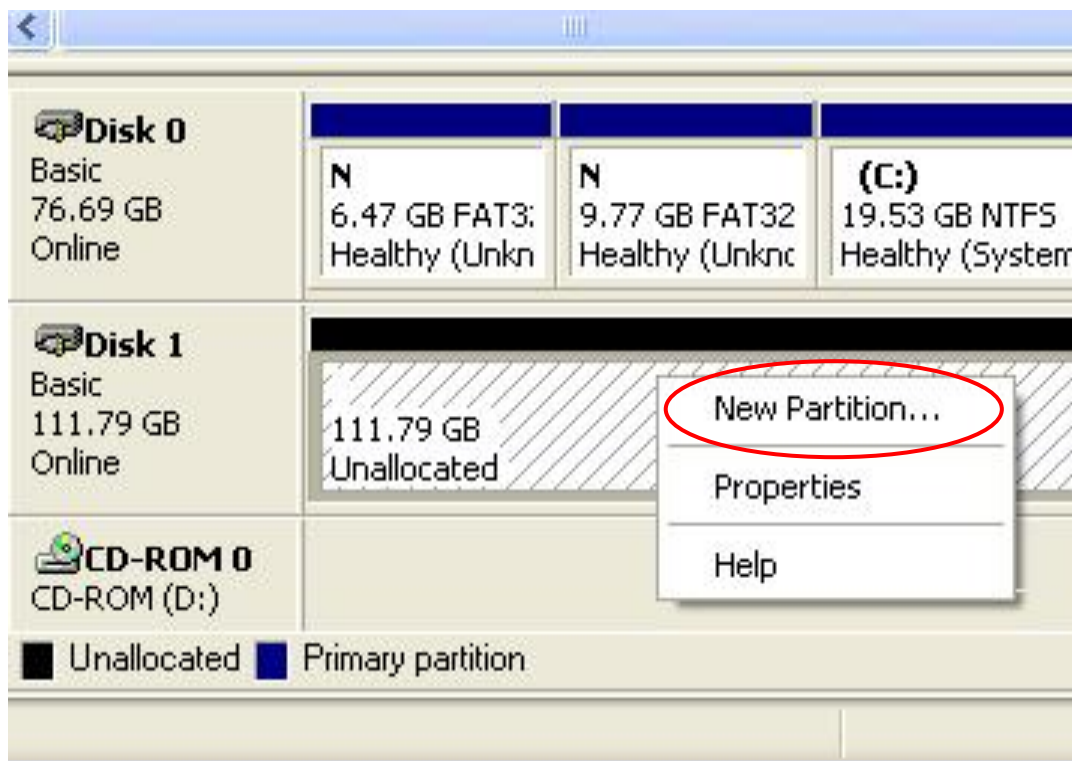 Disk 0
Basic
76.69 GB
Online
N
6.47 GB FAT3
Healthy (Unkn
N
9.77 GB FAT32
Healthy (Unknc
(C:)
19.53 GB NTFS
Healthy (System
Disk 1
Basic
111.79 GB
Online
111.79 GB
Unallocated
New Partition...
Properties
Help
CD-ROM 0
CD-ROM (D:)
Unallocated
Primary partition